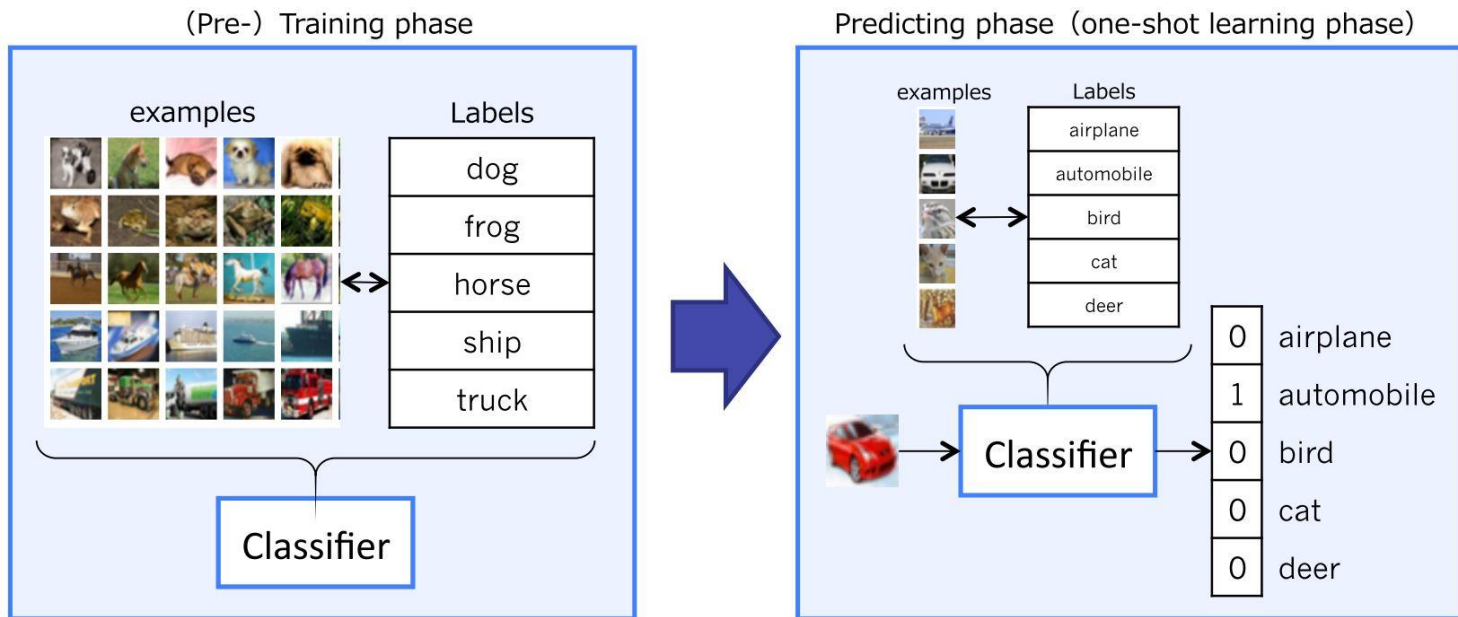 （Pre-）Training phase
examples
Labels
dog
frog
horse
ship
truck
Classifier
Predicting phase（one-shot learning phase）
examples
Labels
airplane
automobile
bird
cat
deer
Classifier
0 airplane
1 automobile
0 bird
0 cat
0 deer